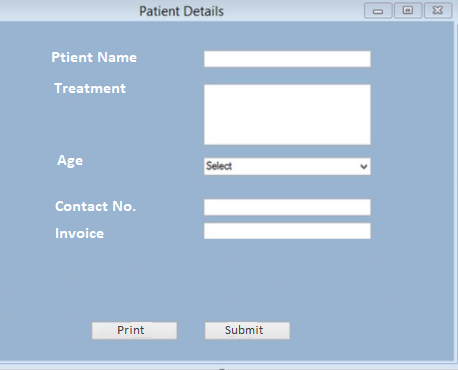 Patient Details
Ptient Name
Treatment
Age
Select
Contact No.
Invoice
Print
Submit